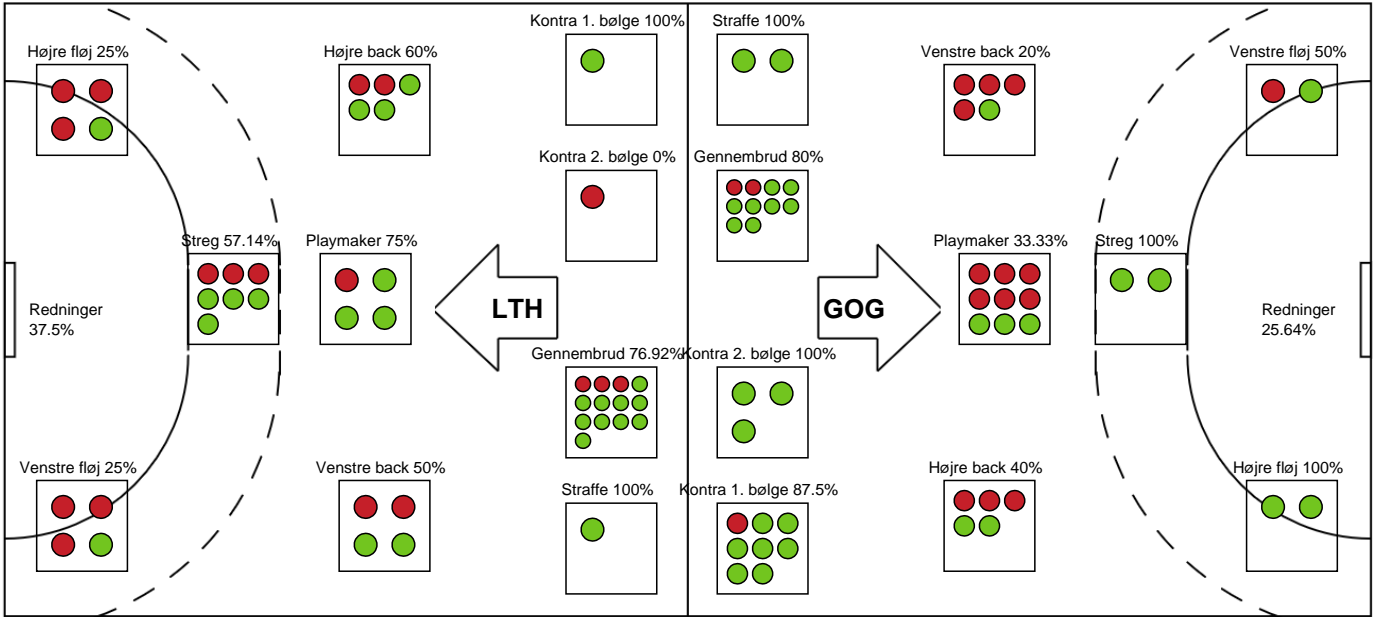 Kontra 1. bølge 100%
Straffe 100%
Højre fløj 25%
Højre back 60%
Venstre back 20%
Venstre fløj 50%
Kontra 2. bølge 0%
Gennembrud 80%
Streg 57.14%
Playmaker 75%
Playmaker 33.33%
Streg 100%
Redninger
37.5%
LTH
GOG
Redninger
25.64%
Gennembrud 76.92%
Kontra 2. bølge 100%
Venstre fløj 25%
Venstre back 50%
Højre back 40%
Højre fløj 100%
Straffe 100%
Kontra 1. bølge 87.5%